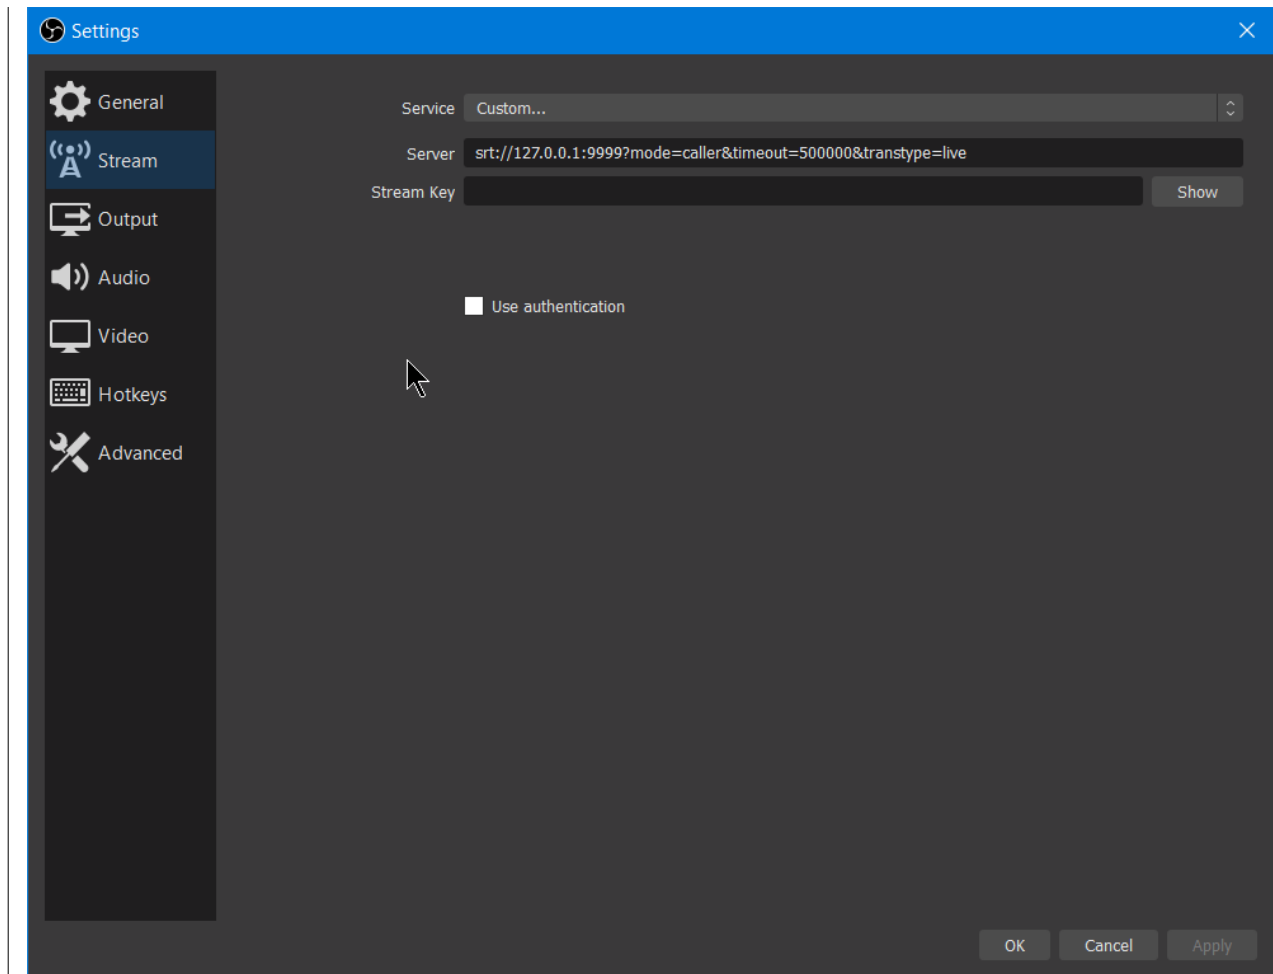 Settings
General
Stream
Output
Audio
Video
Hotkeys
Advanced
Service Custom...
Server srt://127.0.0.1:9999?mode=caller&timeout=500000&transtype=live
Stream Key Show
Use authentication
OK Cancel Apply